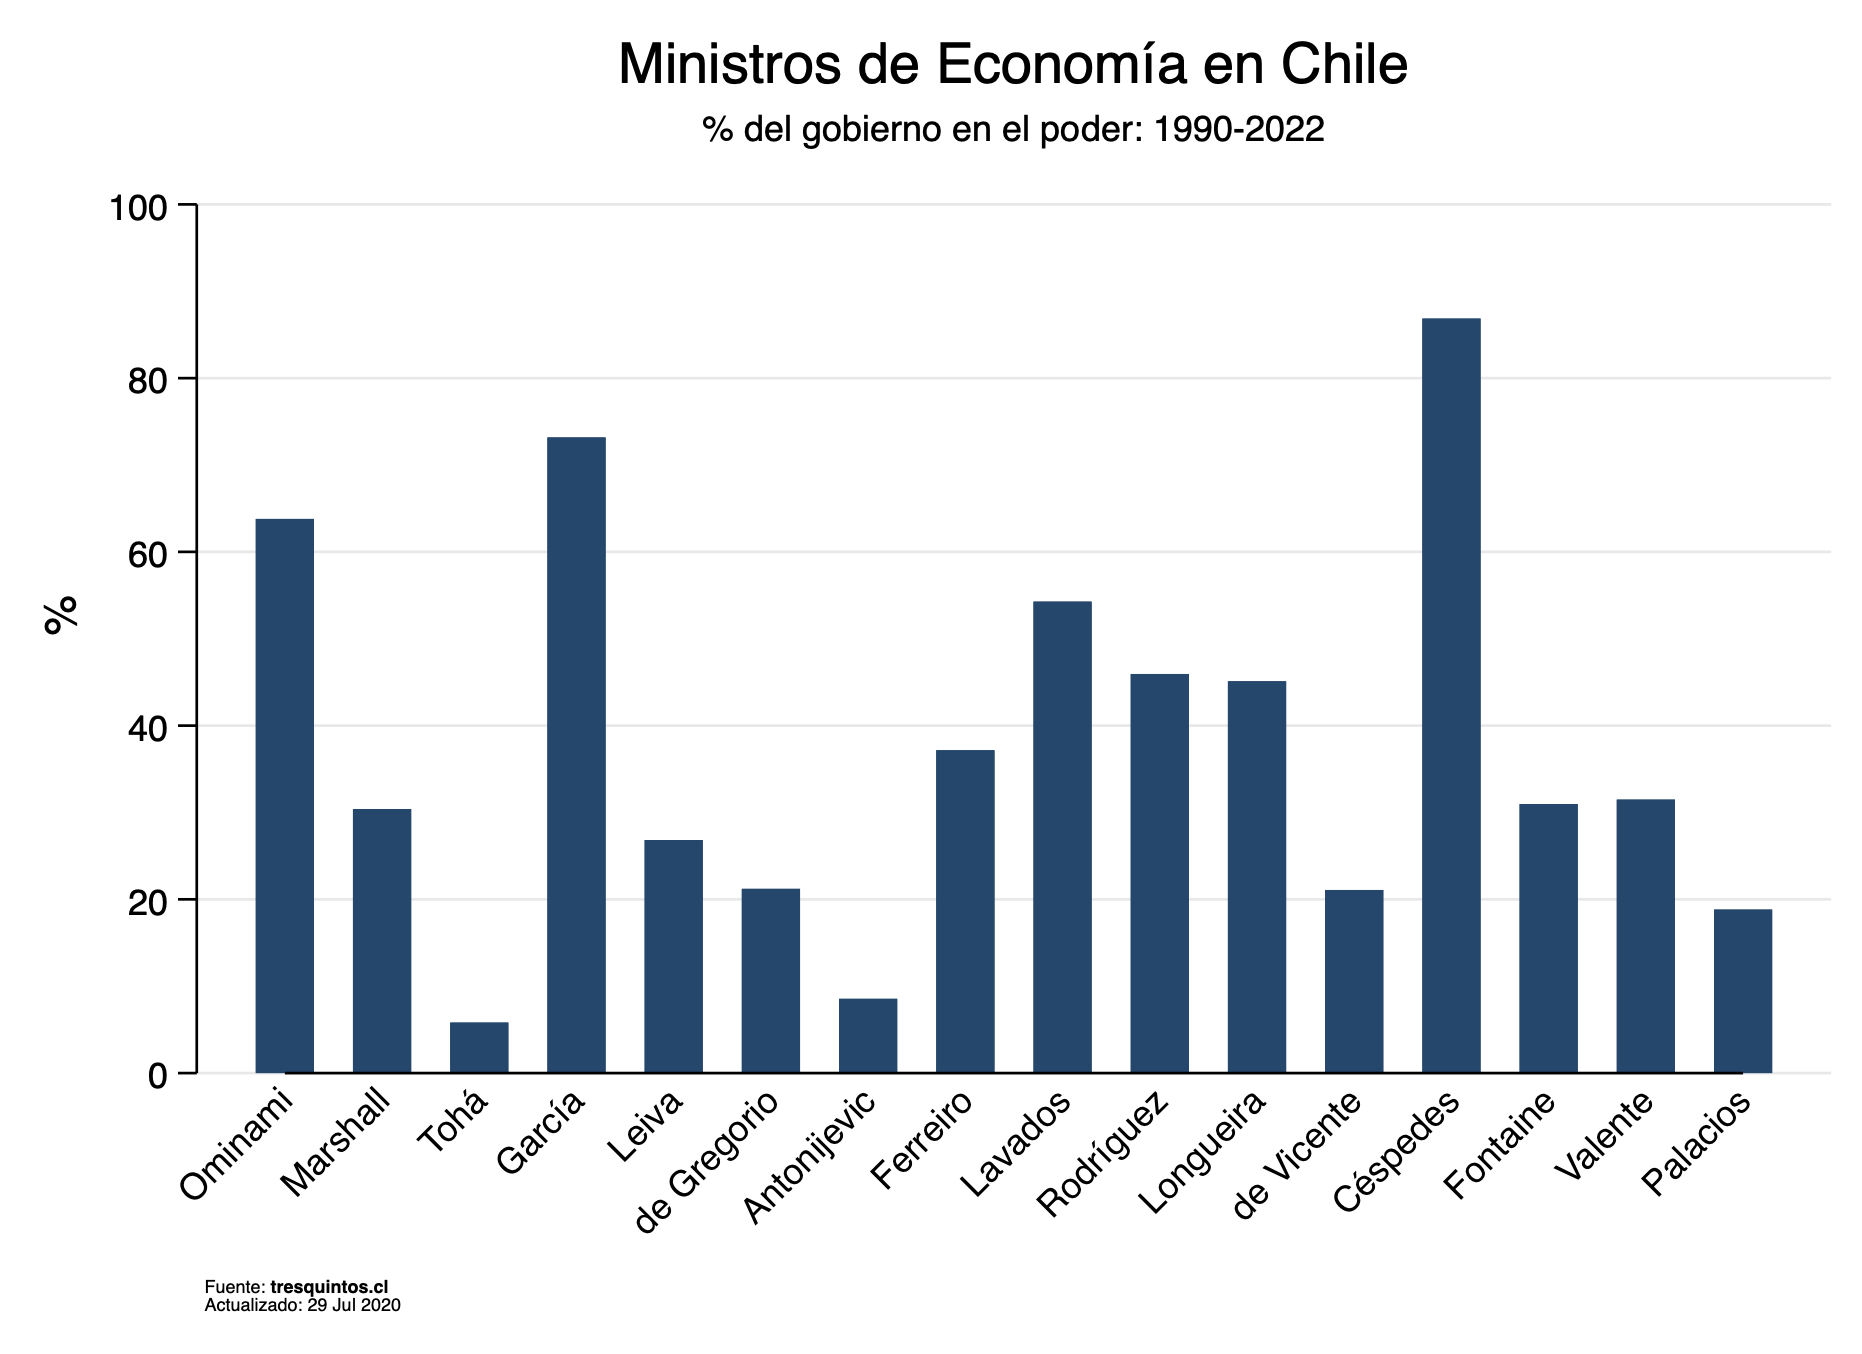 Ministros de Economía en Chile
% del gobierno en el poder: 1990-2022
100
80
60
40
20
0
%
Ominami
Marshall
Tohá
García
Leiva
de Gregorio
Antonijevic
Ferreiro
Lavados
Rodríguez
Longueira
de Vicente
Céspedes
Fontaine
Valente
Palacios
Fuente: tresquintos.cl
Actualizado: 29 Jul 2020